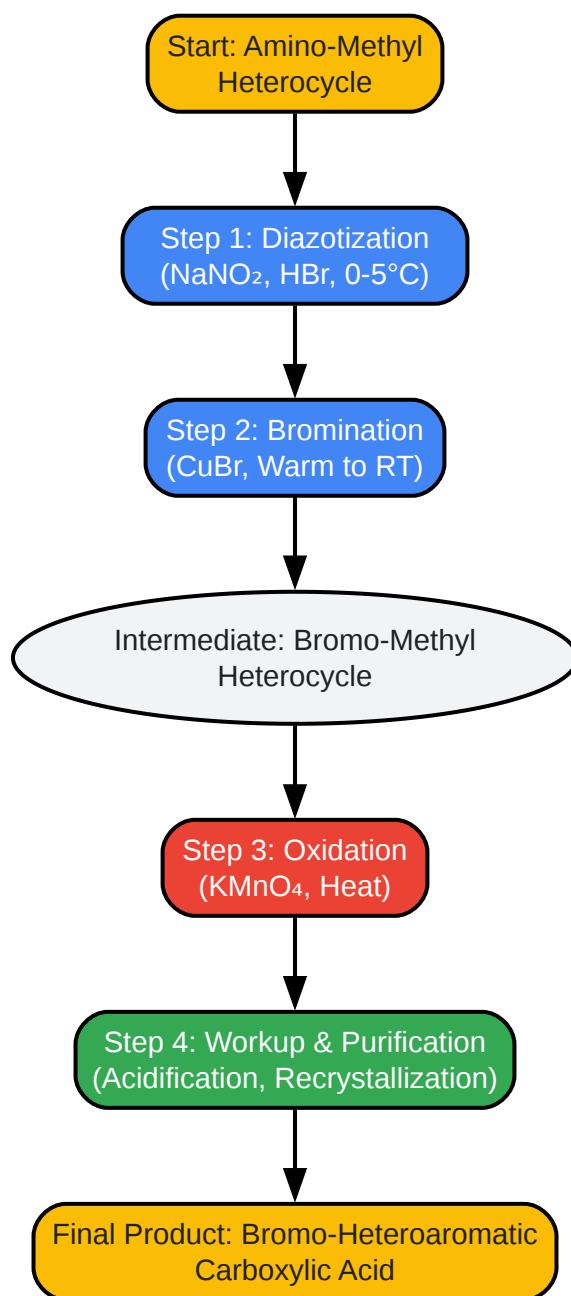 Start: Amino-Methyl
Heterocycle
Step 1: Diazotization
(NaNO₂, HBr, 0-5°C)
Step 2: Bromination
(CuBr, Warm to RT)
Intermediate: Bromo-Methyl
Heterocycle
Step 3: Oxidation
(KMnO₄, Heat)
Step 4: Workup & Purification
(Acidification, Recrystallization)
Final Product: Bromo-Heteroaromatic
Carboxylic Acid